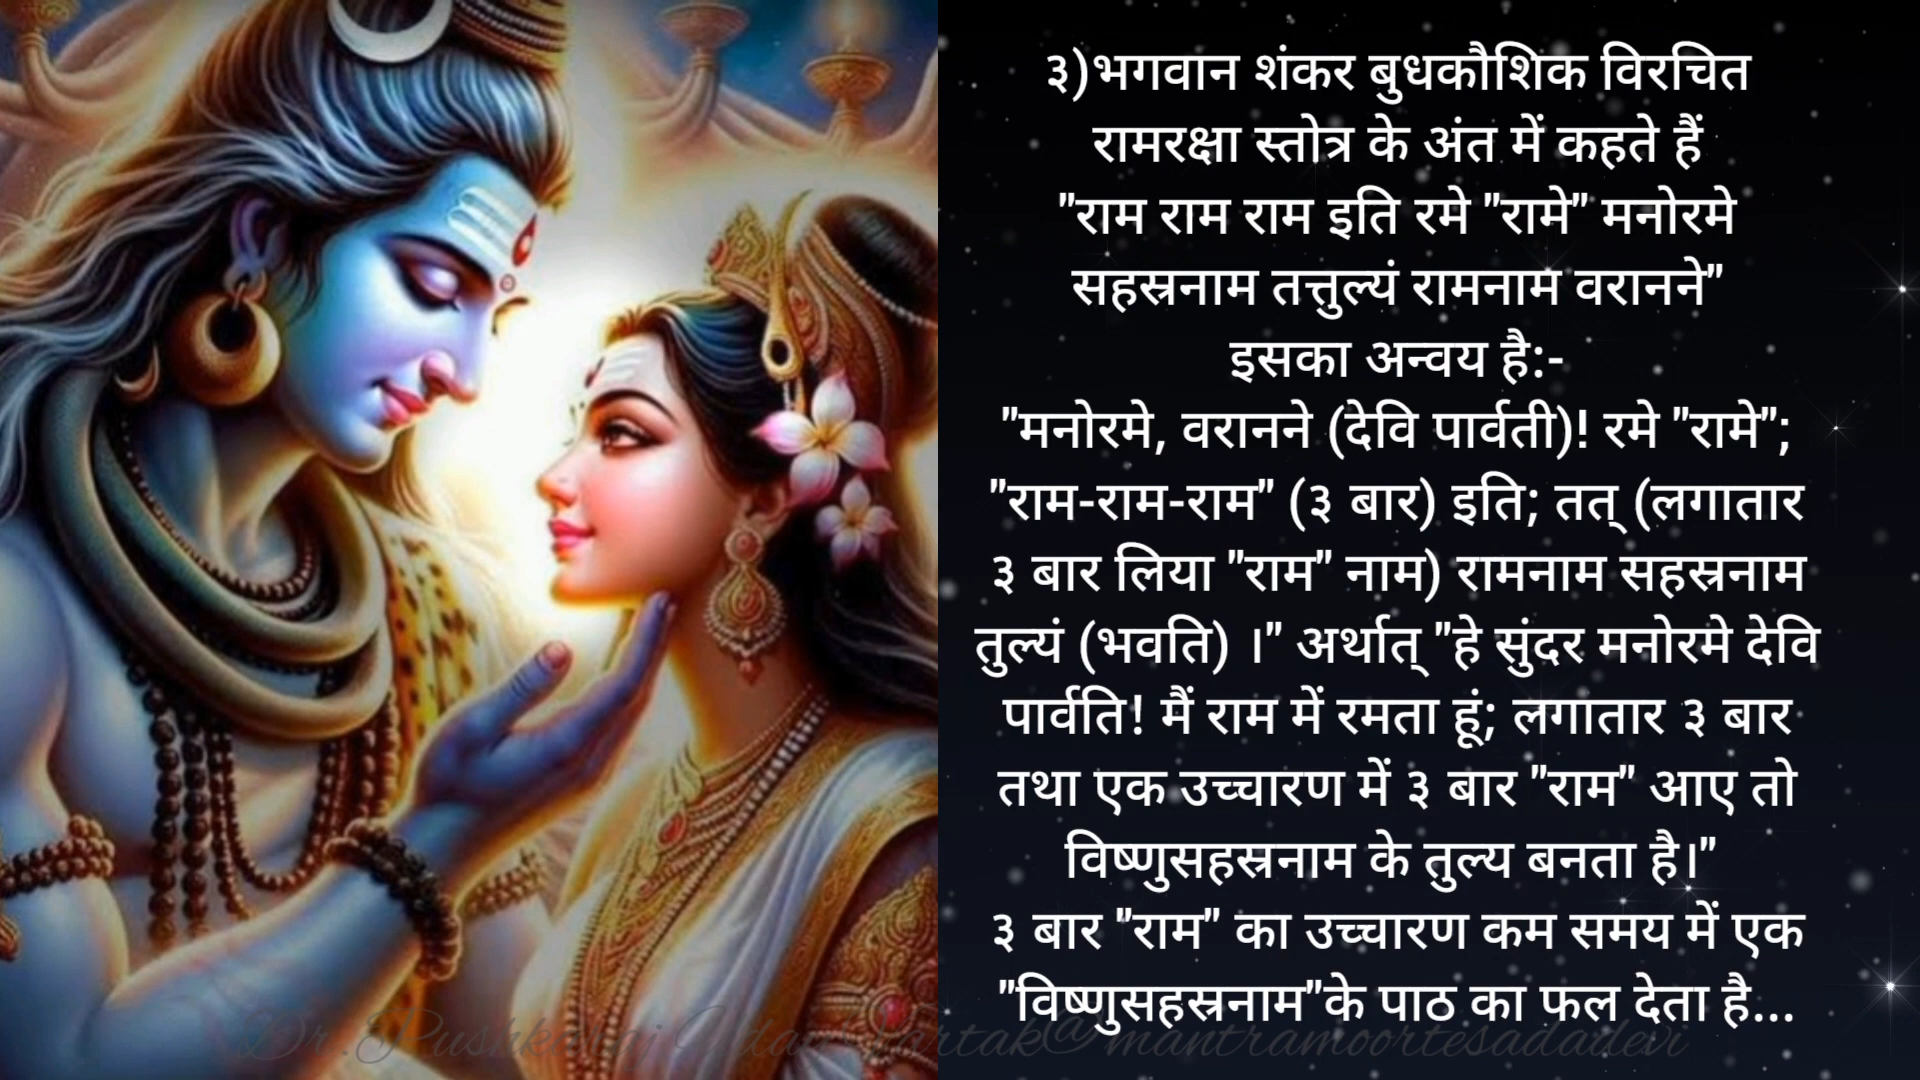 ३)भगवान शंकर बुधकौशिक विरचित
रामरक्षा स्तोत्र के अंत में कहते हैं
"राम राम राम इति रमे "रामे" मनोरमे
सहस्रनाम तत्तुल्यं रामनाम वरानने"
इसका अन्वय है:-
"मनोरमे, वरानने (देवि पार्वती)! रमे "रामे";
"राम-राम-राम" (३ बार) इति; तत् (लगातार
३ बार लिया "राम" नाम) रामनाम सहस्रनाम
तुल्यं (भवति) ।" अर्थात् "हे सुंदर मनोरमे देवि
पार्वति! मैं राम में रमता हूं; लगातार ३ बार
तथा एक उच्चारण में ३ बार "राम" आए तो
विष्णुसहस्रनाम के तुल्य बनता है।"
३ बार "राम" का उच्चारण कम समय में एक
"विष्णुसहस्रनाम"के पाठ का फल देता है...
@mantramoortesadadevi